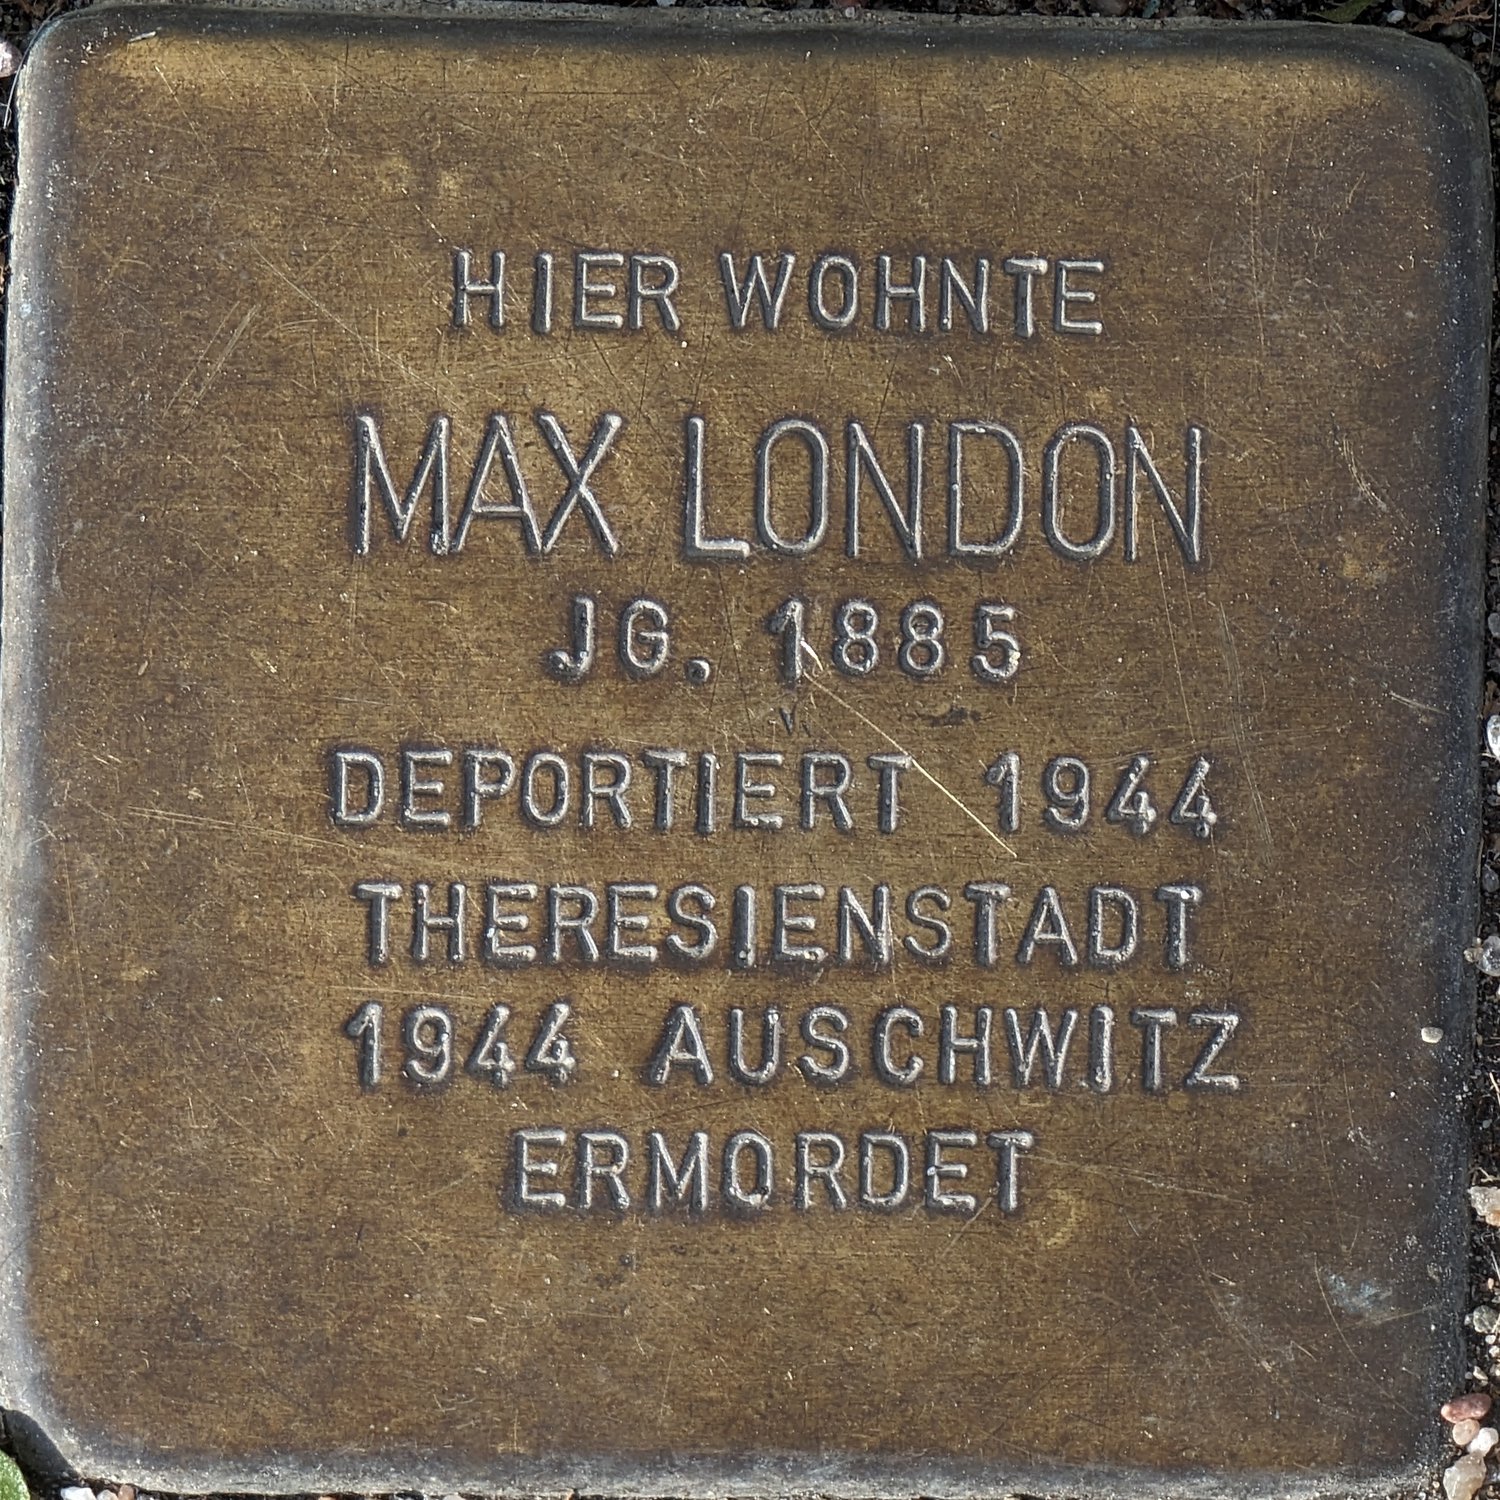 HIER WOHNTE
MAX LONDON
JG. 1885
DEPORTIERT 1944
THERESIENSTADT
1944 AUSCHWITZ
ERMORDET